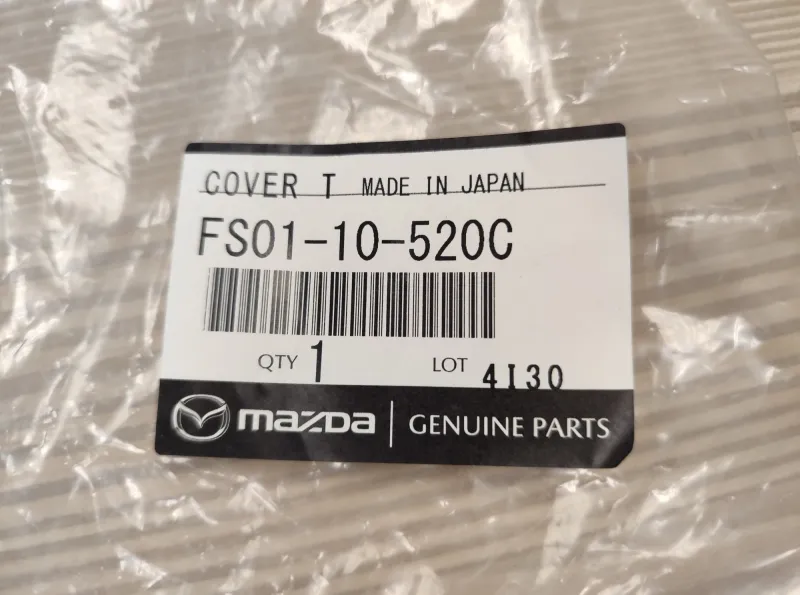 COVER T MADE IN JAPAN
FS01-10-520C
QTY 1 LOT 4I30
mazda GENUINE PARTS